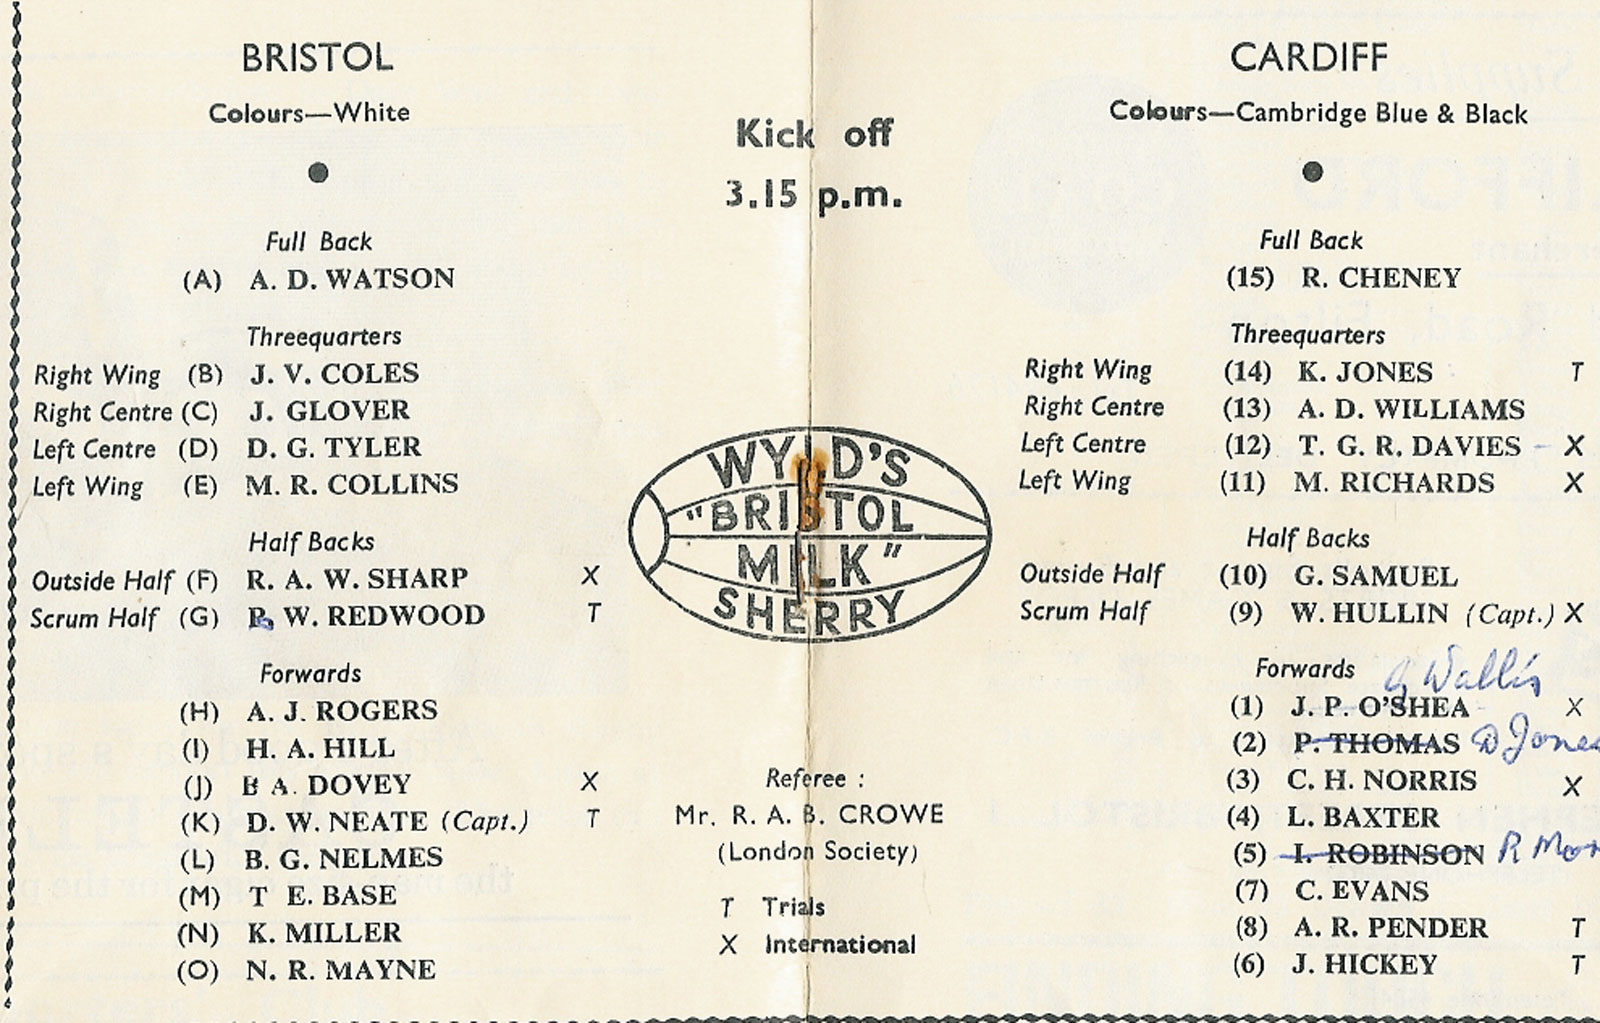 BRISTOL
Colours—White
Full Back
(A) A. D. WATSON
Threequarters
Right Wing (B) J. V. COLES
Right Centre (C) J. GLOVER
Left Centre (D) D. G. TYLER
Left Wing (E) M. R. COLLINS
Half Backs
Outside Half (F) R. A. W. SHARP X
Scrum Half (G) W. REDWOOD T
Forwards
(H) A. J. ROGERS
(I) H. A. HILL
(J) B A. DOVEY X
(K) D. W. NEATE (Capt.) T
(L) B. G. NELMES
(M) T E. BASE
(N) K. MILLER
(O) N. R. MAYNE
Kick off
3.15 p.m.
WYLD'S
"BRISTOL
MILK"
SHERRY
Referee :
Mr. R. A. B. CROWE
(London Society)
T Trials
X International
CARDIFF
Colours—Cambridge Blue & Black
Full Back
(15) R. CHENEY
Threequarters
Right Wing (14) K. JONES T
Right Centre (13) A. D. WILLIAMS
Left Centre (12) T. G. R. DAVIES X
Left Wing (11) M. RICHARDS X
Half Backs
Outside Half (10) G. SAMUEL
Scrum Half (9) W. HULLIN (Capt.) X
Forwards
Wallis
(1) J. P. O'SHEA X
(2) P. THOMAS D Jones
(3) C. H. NORRIS X
(4) L. BAXTER
(5) I. ROBINSON R
(7) C. EVANS
(8) A. R. PENDER T
(6) J. HICKEY T